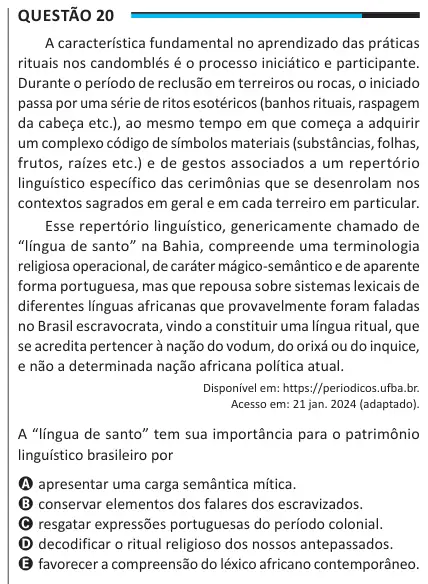 QUESTÃO 20
A característica fundamental no aprendizado das práticas
rituais nos candomblés é o processo iniciático e participante.
Durante o período de reclusão em terreiros ou rocas, o iniciado
passa por uma série de ritos esotéricos (banhos rituais, raspagem
da cabeça etc.), ao mesmo tempo em que começa a adquirir
um complexo código de símbolos materiais (substâncias, folhas,
frutos, raízes etc.) e de gestos associados a um repertório
linguístico específico das cerimônias que se desenrolam nos
contextos sagrados em geral e em cada terreiro em particular.
Esse repertório linguístico, genericamente chamado de
“língua de santo” na Bahia, compreende uma terminologia
religiosa operacional, de caráter mágico-semântico e de aparente
forma portuguesa, mas que repousa sobre sistemas lexicais de
diferentes línguas africanas que provavelmente foram faladas
no Brasil escravocrata, vindo a constituir uma língua ritual, que
se acredita pertencer à nação do vodum, do orixá ou do inquice,
e não a determinada nação africana política atual.
Disponível em: https://periodicos.ufba.br.
Acesso em: 21 jan. 2024 (adaptado).
A “língua de santo” tem sua importância para o patrimônio
linguístico brasileiro por
A apresentar uma carga semântica mítica.
B conservar elementos dos falares dos escravizados.
C resgatar expressões portuguesas do período colonial.
D decodificar o ritual religioso dos nossos antepassados.
E favorecer a compreensão do léxico africano contemporâneo.